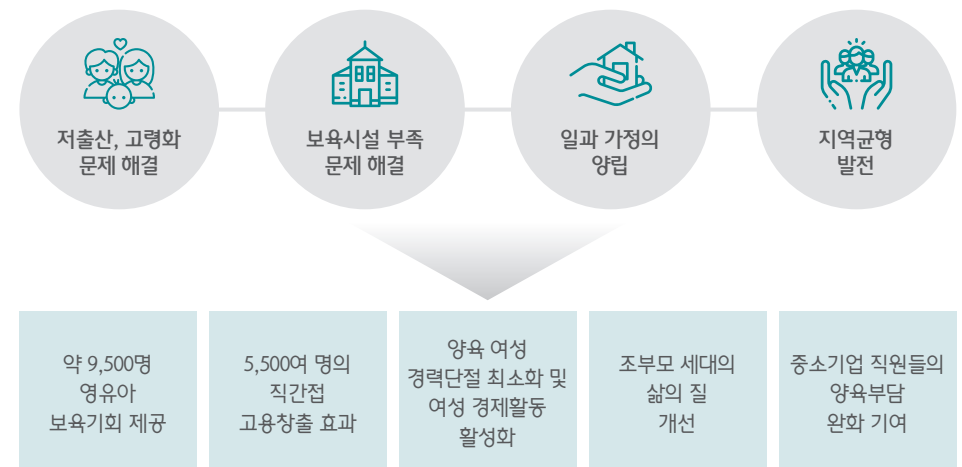 저출산, 고령화
문제 해결
보육시설 부족
문제 해결
일과 가정의
양립
지역균형
발전
약 9,500명
영유아
보육기회 제공
5,500여 명의
직간접
고용창출 효과
양육 여성
경력단절 최소화 및
여성 경제활동
활성화
조부모 세대의
삶의 질
개선
중소기업 직원들의
양육부담
완화 기여